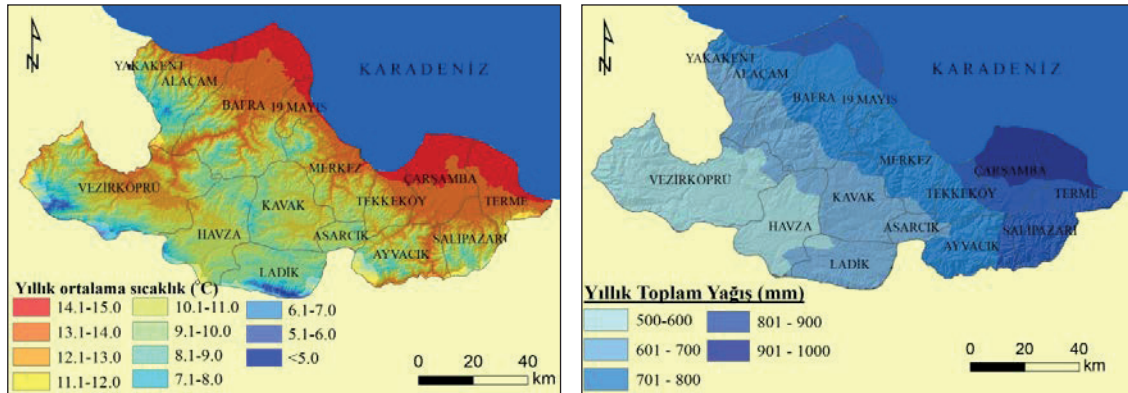 N
KARADENİZ
YAKAKENT
ALAÇAM
BAFRA
19 MAYIS
MERKEZ
ÇARŞAMBA
VEZİRKÖPRÜ
KAVAK
TEKKEKÖY
TERME
HAVZA
ASARCIK
SALIPAZARI
AYVACIK
LADİK
Yıllık ortalama sıcaklık (°C)
14.1-15.0
13.1-14.0
12.1-13.0
11.1-12.0
10.1-11.0
9.1-10.0
8.1-9.0
7.1-8.0
6.1-7.0
5.1-6.0
<5.0
0 20 40
km
N
KARADENİZ
YAKAKENT
ALAÇAM
BAFRA
19 MAYIS
MERKEZ
ÇARŞAMBA
VEZİRKÖPRÜ
KAVAK
TEKKEKÖY
TERME
HAVZA
ASARCIK
SALIPAZARI
AYVACIK
LADİK
Yıllık Toplam Yağış (mm)
500-600
601 - 700
701 - 800
801 - 900
901 - 1000
0 20 40
km